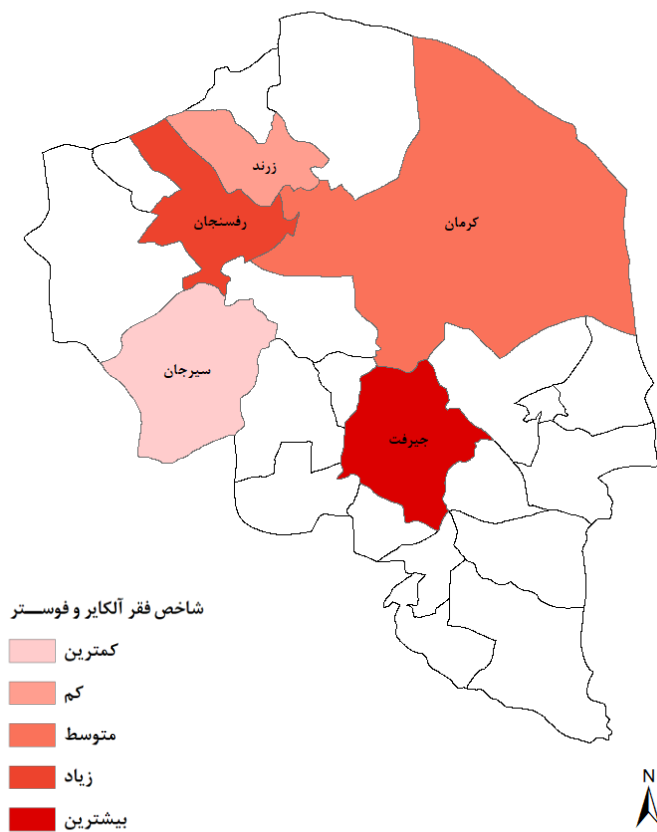 زرند
رفسنجان
کرمان
سیرجان
جیرفت
شاخص فقر آلکایر و فوستر
کمترین
کم
متوسط
زیاد
بیشترین
N